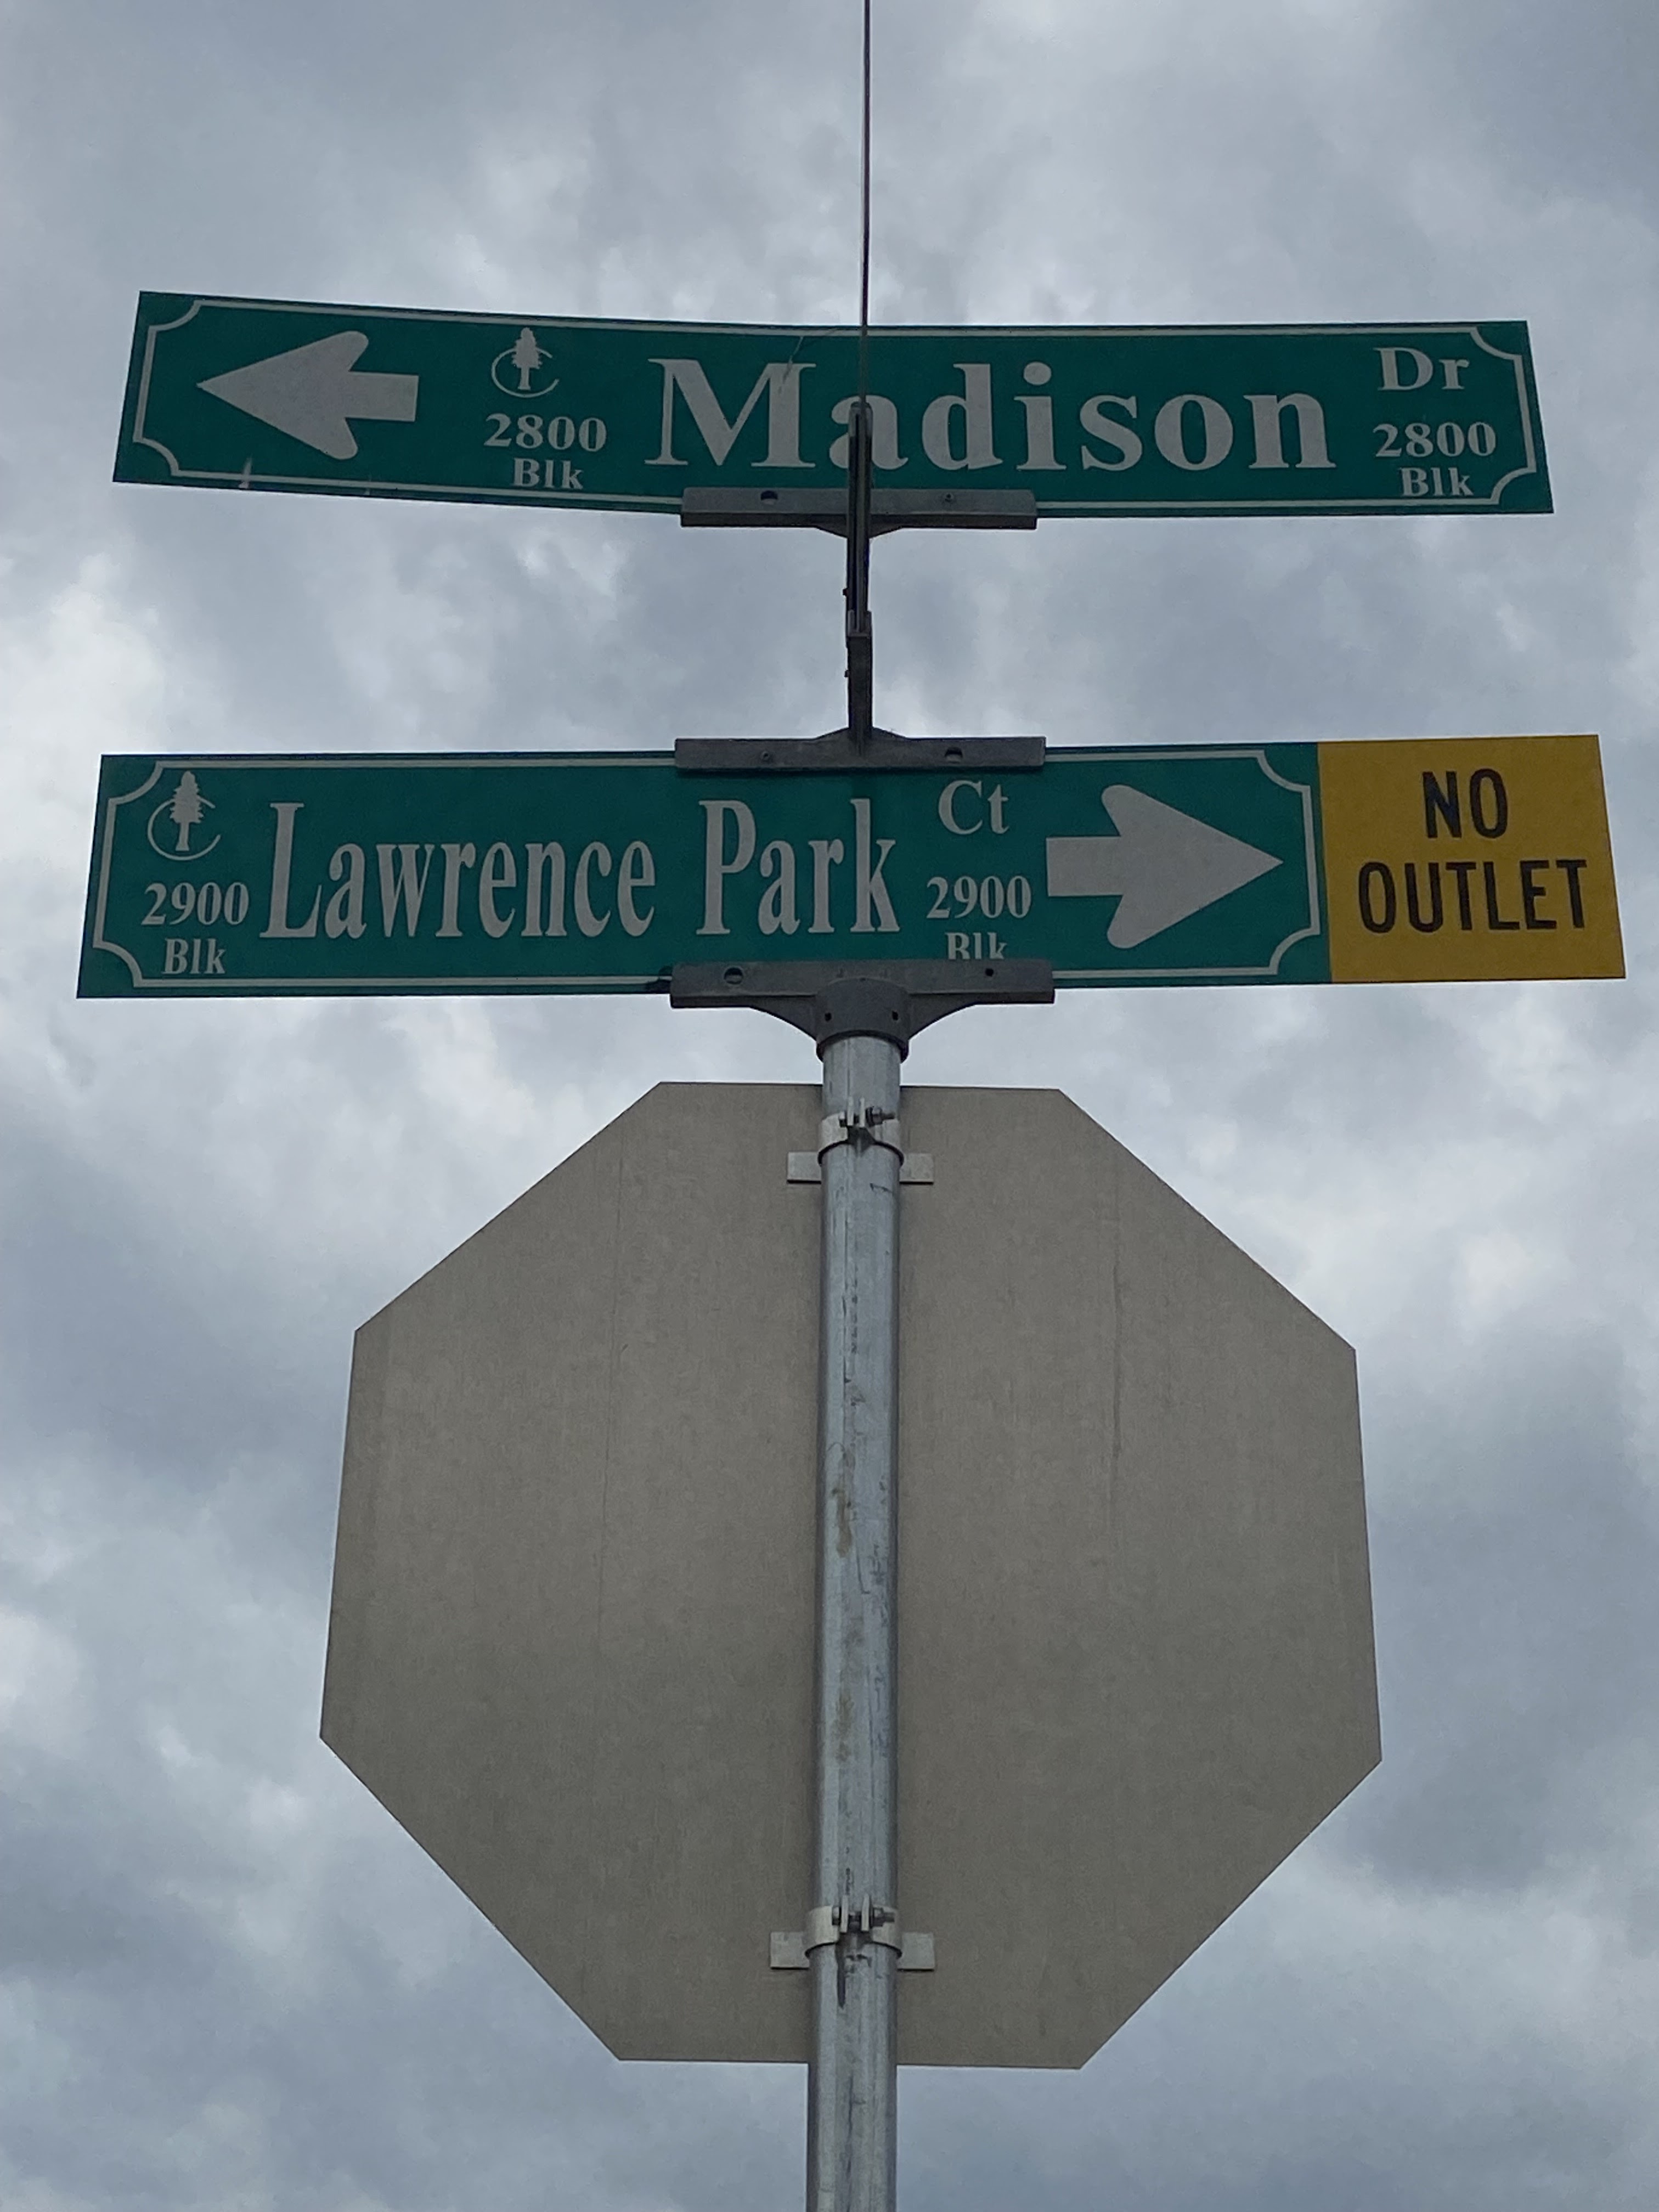 Madison Dr
2800 Blk
2800 Blk
Lawrence Park Ct
2900 Blk
2900 Blk
NO
OUTLET